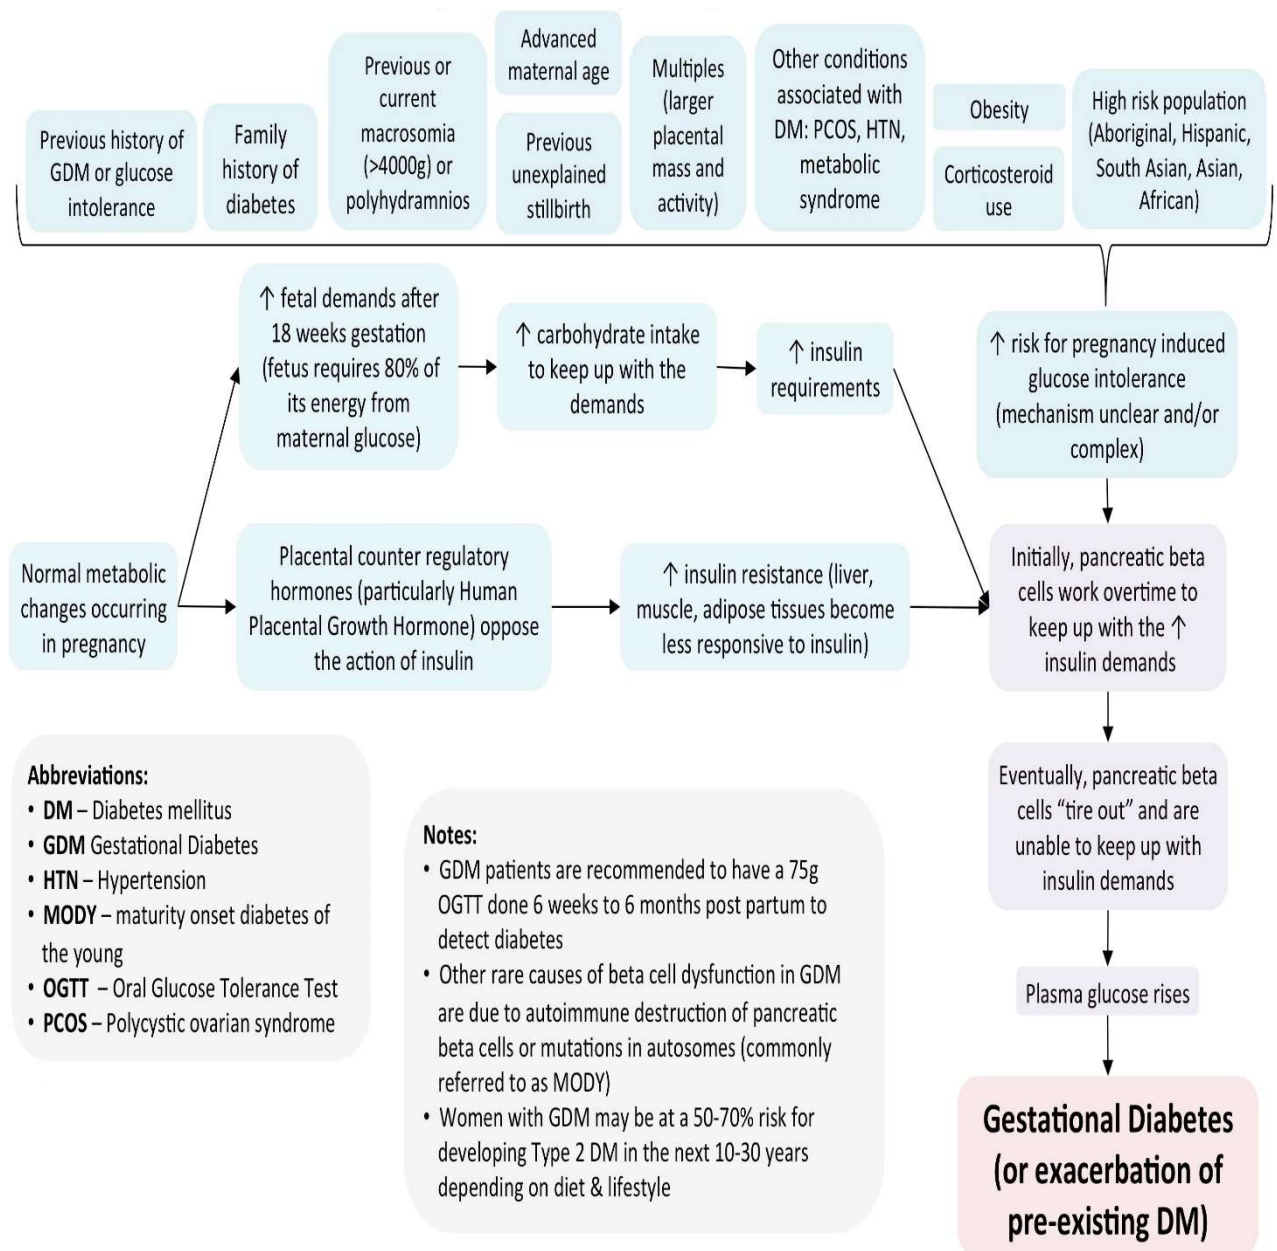 Previous history of
GDM or glucose
intolerance
Family
history of
diabetes
Previous or
current
macrosomia
(>4000g) or
polyhydramnios
Advanced
maternal age
Previous
unexplained
stillbirth
Multiples
(larger
placental
mass and
activity)
Other conditions
associated with
DM: PCOS, HTN,
metabolic
syndrome
Obesity
Corticosteroid
use
High risk population
(Aboriginal, Hispanic,
South Asian, Asian,
African)
↑ fetal demands after
18 weeks gestation
(fetus requires 80% of
its energy from
maternal glucose)
↑ carbohydrate intake
to keep up with the
demands
↑ insulin
requirements
↑ risk for pregnancy induced
glucose intolerance
(mechanism unclear and/or
complex)
Normal metabolic
changes occurring
in pregnancy
Placental counter regulatory
hormones (particularly Human
Placental Growth Hormone) oppose
the action of insulin
↑ insulin resistance (liver,
muscle, adipose tissues become
less responsive to insulin)
Initially, pancreatic beta
cells work overtime to
keep up with the ↑
insulin demands
Eventually, pancreatic beta
cells “tire out” and are
unable to keep up with
insulin demands
Plasma glucose rises
Gestational Diabetes
(or exacerbation of
pre-existing DM)
Abbreviations:
• DM – Diabetes mellitus
• GDM Gestational Diabetes
• HTN – Hypertension
• MODY – maturity onset diabetes of
the young
• OGTT – Oral Glucose Tolerance Test
• PCOS – Polycystic ovarian syndrome
Notes:
• GDM patients are recommended to have a 75g
OGTT done 6 weeks to 6 months post partum to
detect diabetes
• Other rare causes of beta cell dysfunction in GDM
are due to autoimmune destruction of pancreatic
beta cells or mutations in autosomes (commonly
referred to as MODY)
• Women with GDM may be at a 50-70% risk for
developing Type 2 DM in the next 10-30 years
depending on diet & lifestyle